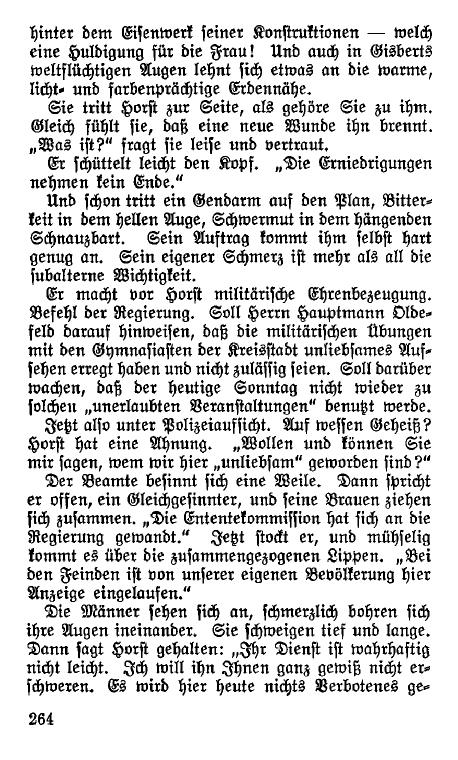 hinter dem Eisenwerk seiner Konstruktionen — welch
eine Huldigung für die Frau! Und auch in Gisberts
weltflüchtigen Augen lehnt sich etwas an die warme,
licht- und farbenprächtige Erdennähe.
Sie tritt Horst zur Seite, als gehöre Sie zu ihm.
Gleich fühlt sie, daß eine neue Wunde ihn brennt.
„Was ist?“ fragt sie leise und vertraut.
Er schüttelt leicht den Kopf. „Die Erniedrigungen
nehmen kein Ende.“
Und schon tritt ein Gendarm auf den Plan, Bitter-
keit in dem hellen Auge, Schwermut in dem hängenden
Schnauzbart. Sein Auftrag kommt ihm selbst hart
genug an. Sein eigener Schmerz ist mehr als all die
subalterne Wichtigkeit.
Er macht vor Horst militärische Ehrenbezeugung.
Befehl der Regierung. Soll Herrn Hauptmann Olde-
feld darauf hinweisen, daß die militärischen Übungen
mit den Gymnasiasten der Kreisstadt unliebsames Auf-
sehen erregt haben und nicht zulässig seien. Soll darüber
wachen, daß der heutige Sonntag nicht wieder zu
solchen „unerlaubten Veranstaltungen“ benutzt werde.
Jetzt also unter Polizeiaufsicht. Auf wessen Geheiß?
Horst hat eine Ahnung. „Wollen und können Sie
mir sagen, wem wir hier „unliebsam“ geworden sind?“
Der Beamte besinnt sich eine Weile. Dann spricht
er offen, ein Gleichgesinnter, und seine Brauen ziehen
sich zusammen. „Die Ententekommission hat sich an die
Regierung gewandt.“ Jetzt stockt er, und mühselig
kommt es über die zusammengezogenen Lippen. „Bei
den Feinden ist von unserer eigenen Bevölkerung hier
Anzeige eingelaufen.“
Die Männer sehen sich an, schmerzlich bohren sich
ihre Augen ineinander. Sie schweigen tief und lange.
Dann sagt Horst gehalten: „Ihr Dienst ist wahrhaftig
nicht leicht. Ich will ihn Ihnen ganz gewiß nicht er-
schweren. Es wird hier heute nichts Verbotenes ge-
264